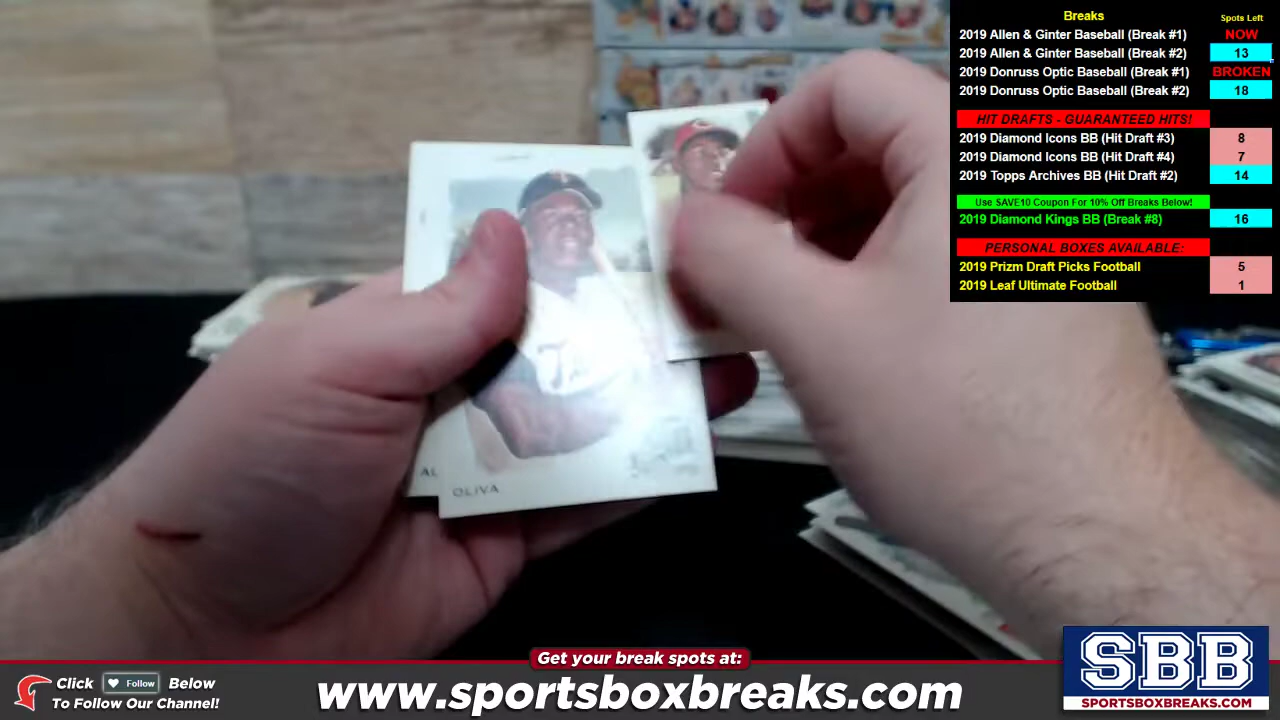 Breaks
Spots Left
2019 Allen & Ginter Baseball (Break #1) NOW
2019 Allen & Ginter Baseball (Break #2) 13
2019 Donruss Optic Baseball (Break #1) BROKEN
2019 Donruss Optic Baseball (Break #2) 18
HIT DRAFTS - GUARANTEED HITS!
2019 Diamond Icons BB (Hit Draft #3) 8
2019 Diamond Icons BB (Hit Draft #4) 7
2019 Topps Archives BB (Hit Draft #2) 14
Use SAVE10 Coupon For 10% Off Breaks Below!
2019 Diamond Kings BB (Break #8) 16
PERSONAL BOXES AVAILABLE:
2019 Prizm Draft Picks Football 5
2019 Leaf Ultimate Football 1
AL
OLIVA
Get your break spots at:
Click Follow Below
To Follow Our Channel!
www.sportsboxbreaks.com
SBB
SPORTSBOXBREAKS.COM